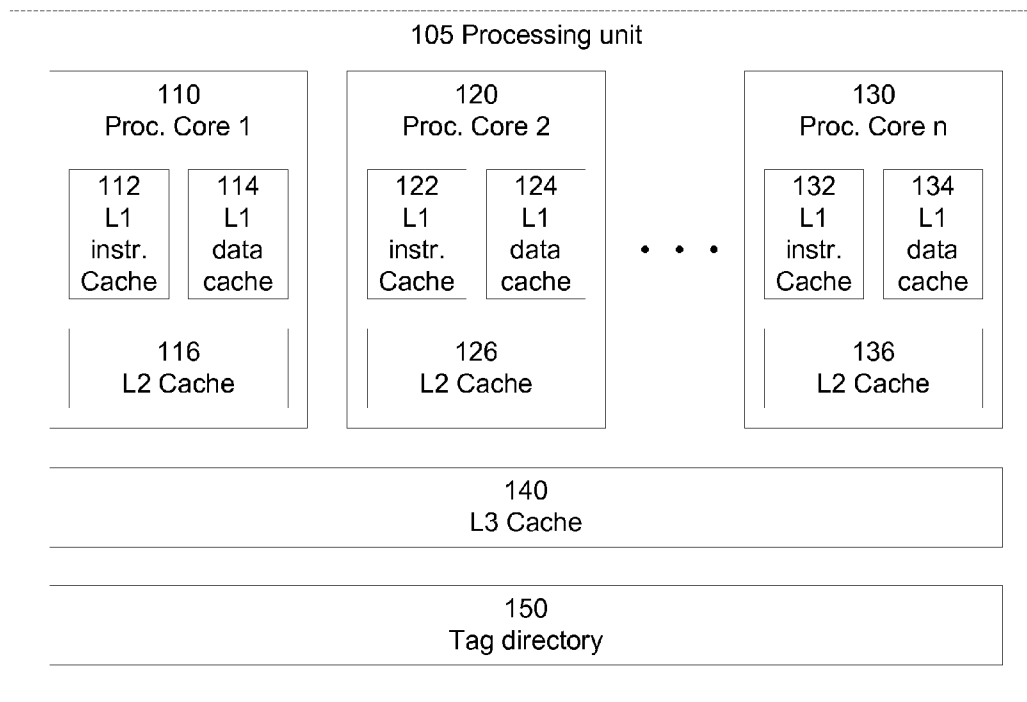 105 Processing unit
110
Proc. Core 1
112
L1
instr.
Cache
114
L1
data
cache
116
L2 Cache
120
Proc. Core 2
122
L1
instr.
Cache
124
L1
data
cache
126
L2 Cache
130
Proc. Core n
132
L1
instr.
Cache
134
L1
data
cache
136
L2 Cache
140
L3 Cache
150
Tag directory